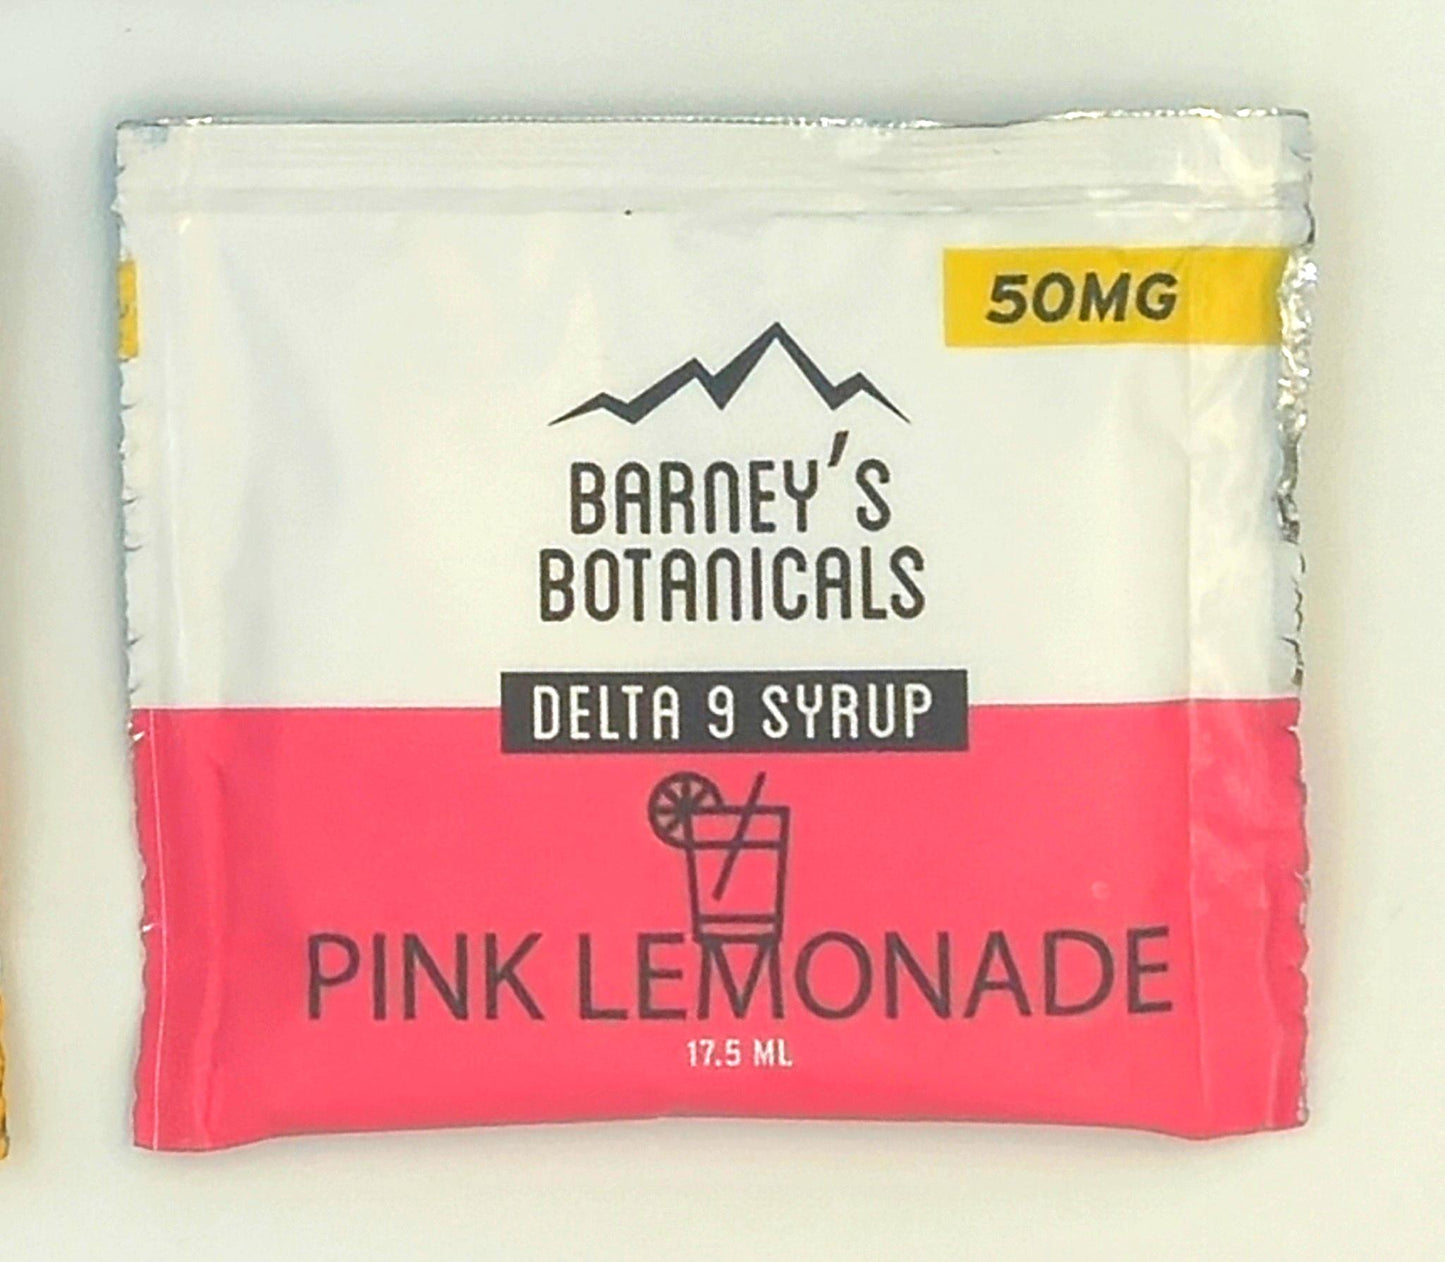 50MG
BARNEY'S
BOTANICALS
DELTA 9 SYRUP
PINK LEMONADE
17.5 ML